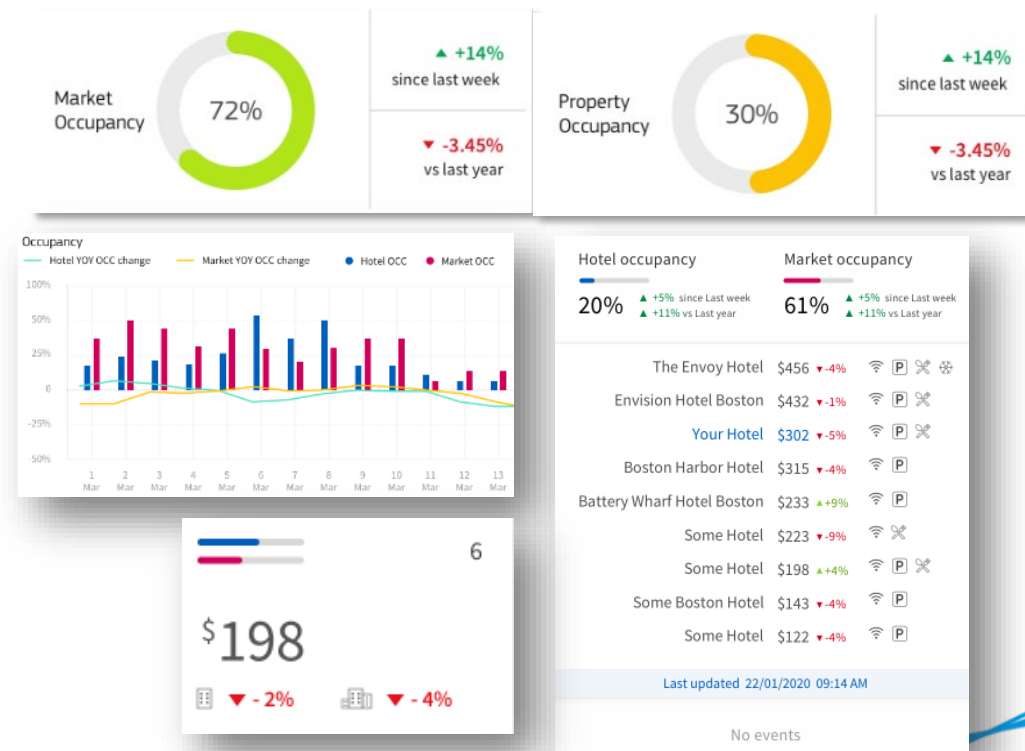 Market
Occupancy
72%
▲ +14%
since last week
▼ -3.45%
vs last year
Property
Occupancy
30%
▲ +14%
since last week
▼ -3.45%
vs last year
Occupancy
Hotel YOY OCC change Market YOY OCC change Hotel OCC Market OCC
100%
50%
25%
0
-25%
-50%
1 2 3 4 5 6 7 8 9 10 11 12 13
Mar Mar Mar Mar Mar Mar Mar Mar Mar Mar Mar Mar Mar
6
$198
▼ - 2% ▼ - 4%
Hotel occupancy Market occupancy
20% ▲ +5% since Last week
▲ +11% vs Last year
61% ▲ +5% since Last week
▲ +11% vs Last year
The Envoy Hotel $456 ▼-4% P
Envision Hotel Boston $432 ▼-1% P
Your Hotel $302 ▼-5% P
Boston Harbor Hotel $315 ▼-4% P
Battery Wharf Hotel Boston $233 ▲+9% P
Some Hotel $223 ▼-9%
Some Hotel $198 ▲+4% P
Some Boston Hotel $143 ▼-4% P
Some Hotel $122 ▼-4% P
Last updated 22/01/2020 09:14 AM
No events